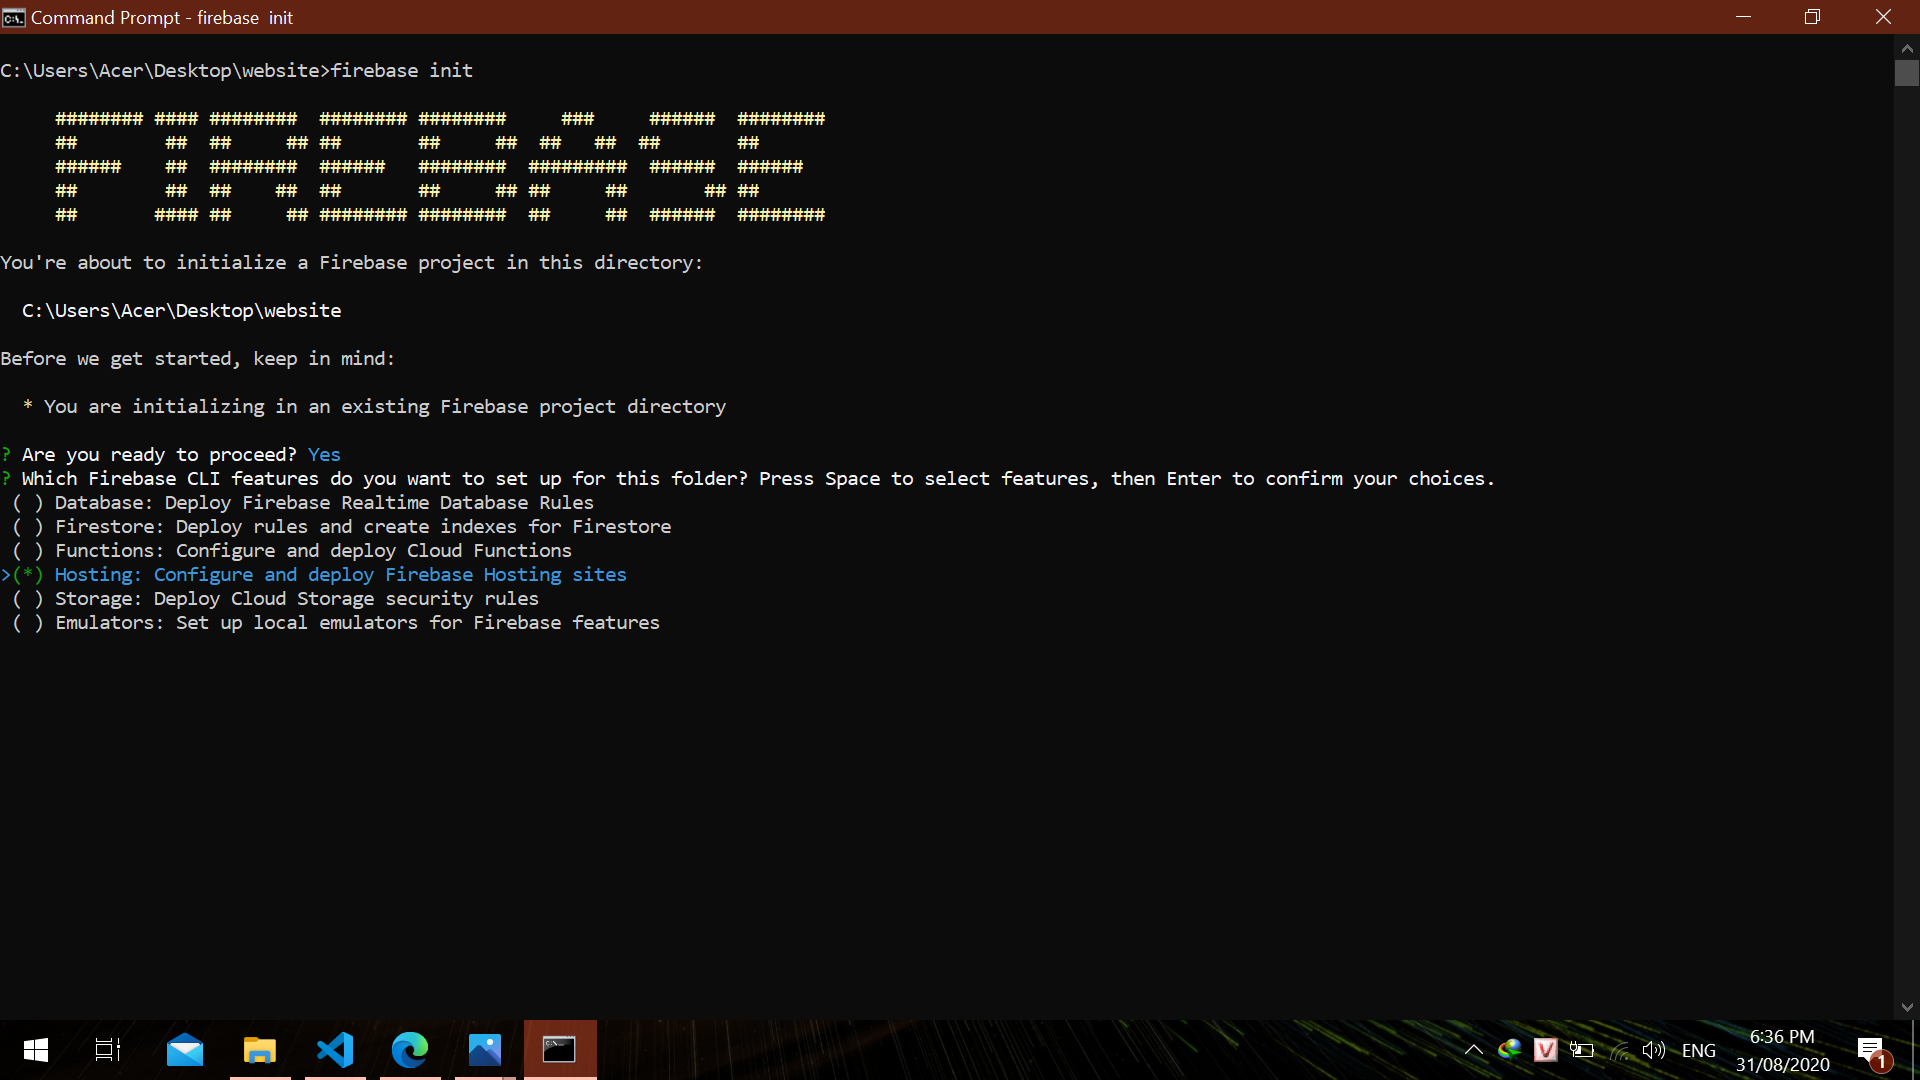 Command Prompt - firebase  init
C:\Users\Acer\Desktop\website>firebase init
     ######## #### ########  ######## ########     ###     ######  ########
     ##        ##  ##     ## ##       ##     ##  ##   ##  ##       ##
     ######    ##  ########  ######   ########  #########  ######  ######
     ##        ##  ##    ##  ##       ##     ## ##     ##       ## ##
     ##       #### ##     ## ######## ########  ##     ##  ######  ########
You're about to initialize a Firebase project in this directory:
  C:\Users\Acer\Desktop\website
Before we get started, keep in mind:
  * You are initializing in an existing Firebase project directory
? Are you ready to proceed? Yes
? Which Firebase CLI features do you want to set up for this folder? Press Space to select features, then Enter to confirm your choices.
 ( ) Database: Deploy Firebase Realtime Database Rules
 ( ) Firestore: Deploy rules and create indexes for Firestore
 ( ) Functions: Configure and deploy Cloud Functions
>(*) Hosting: Configure and deploy Firebase Hosting sites
 ( ) Storage: Deploy Cloud Storage security rules
 ( ) Emulators: Set up local emulators for Firebase features
ENG
6:36 PM
31/08/2020
1